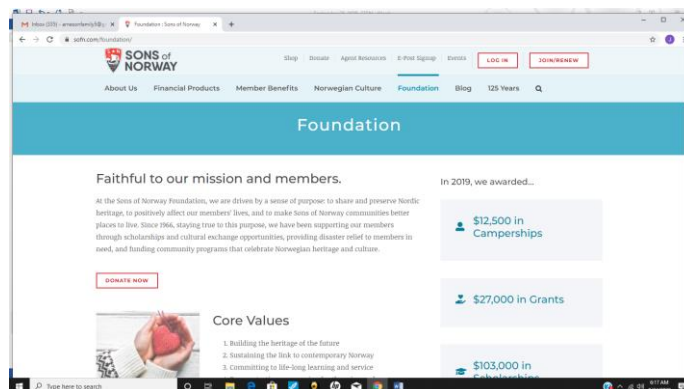 Foundation | Sons of Norway
sofn.com/foundation/
SONS of
NORWAY
Shop Donate Agent Resources E-Post Signup Events LOG IN JOIN/RENEW
About Us Financial Products Member Benefits Norwegian Culture Foundation Blog 125 Years
Foundation
Faithful to our mission and members.
At the Sons of Norway Foundation, we are driven by a sense of purpose: to share and preserve Nordic
heritage, to positively affect our members' lives, and to make Sons of Norway communities better
places to live. Since 1966, staying true to this purpose, we have been supporting our members
through scholarships and cultural exchange opportunities, providing disaster relief to members in
need, and funding community programs that celebrate Norwegian heritage and culture.
DONATE NOW
Core Values
1. Building the heritage of the future
2. Sustaining the link to contemporary Norway
3. Committing to life-long learning and service
In 2019, we awarded...
$12,500 in
Camperships
$27,000 in Grants
$103,000 in
Scholarships
Type here to search